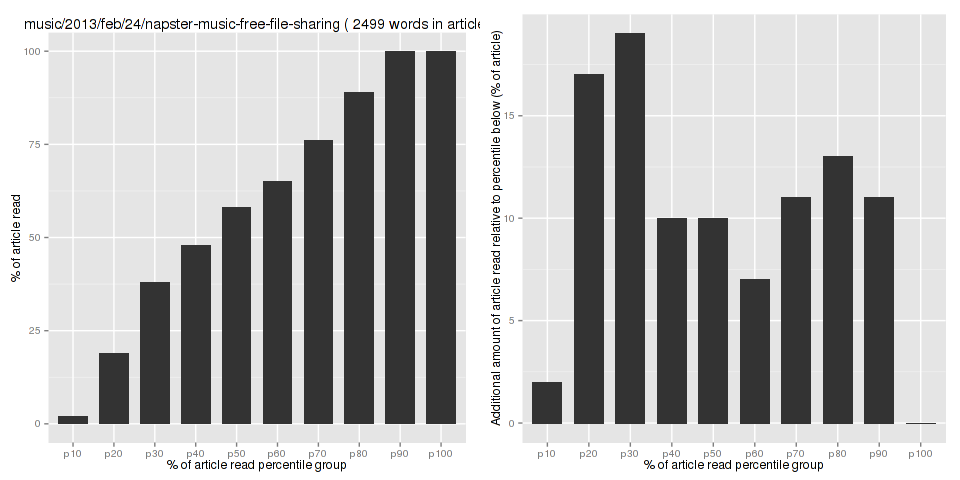 music/2013/feb/24/napster-music-free-file-sharing ( 2499 words in article
% of article read
100
75
50
25
0
p10 p20 p30 p40 p50 p60 p70 p80 p90 p100
% of article read percentile group
Additional amount of article read relative to percentile below (% of article)
15
10
5
0
p10 p20 p30 p40 p50 p60 p70 p80 p90 p100
% of article read percentile group